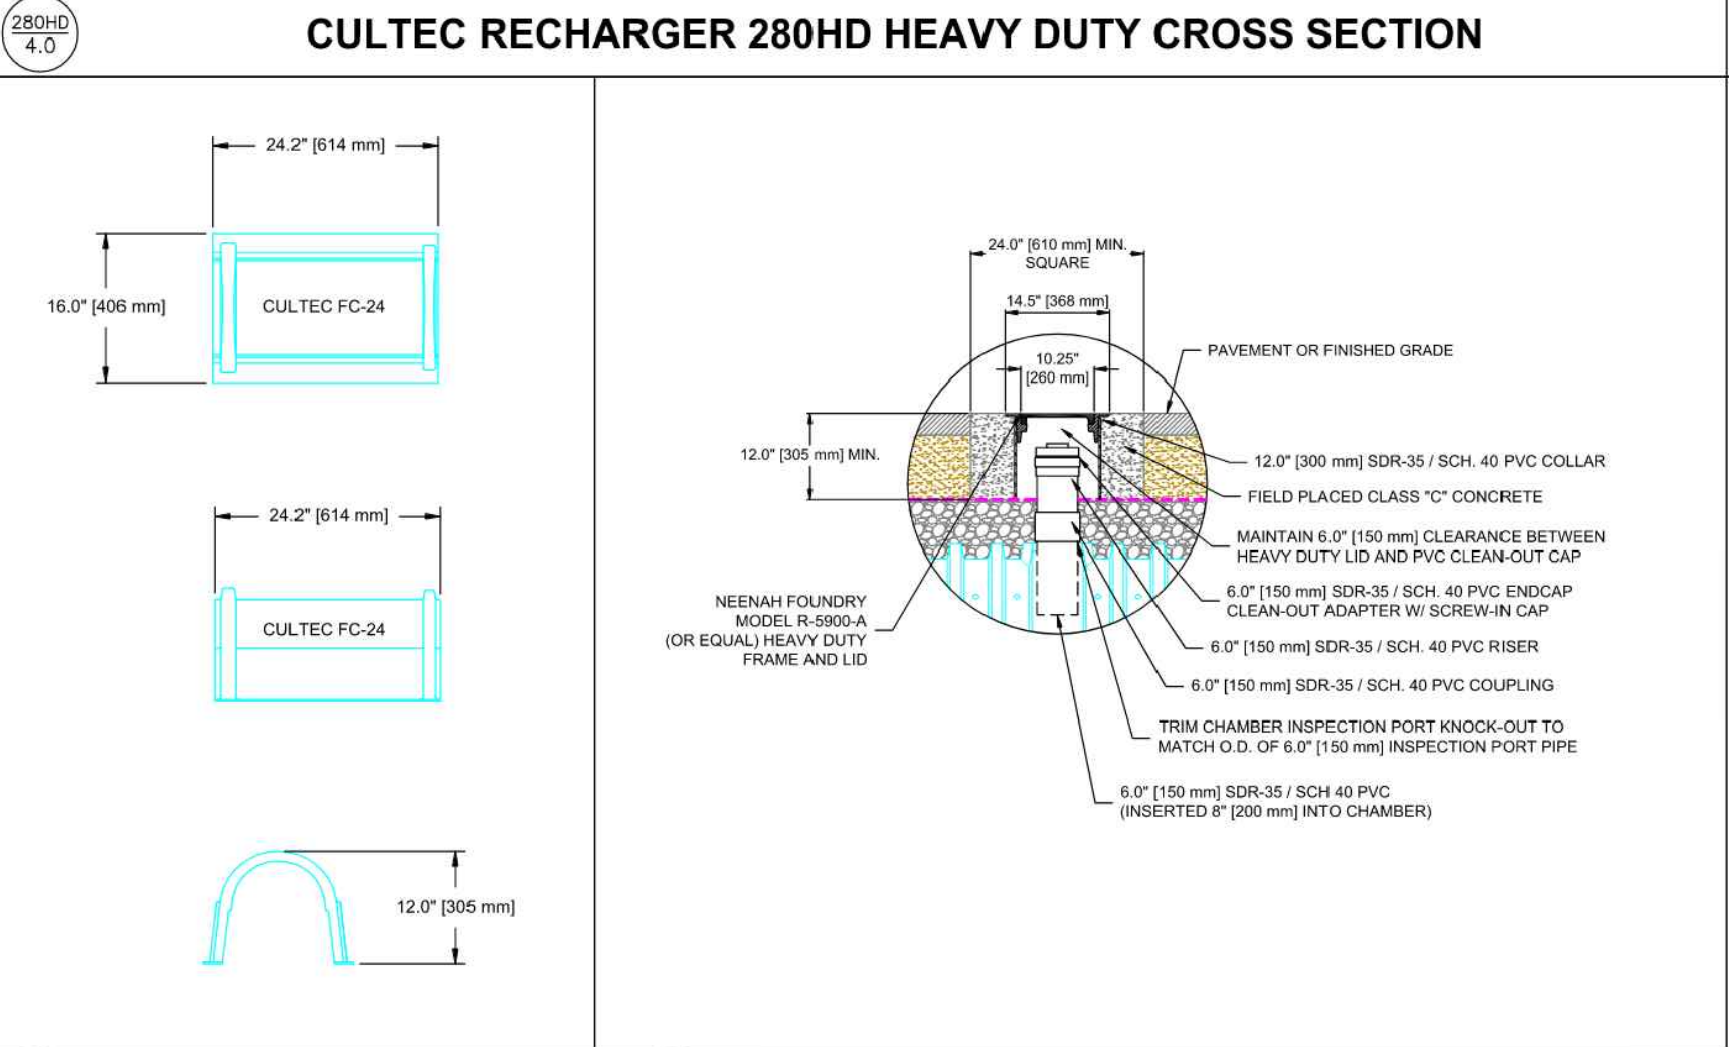 280HD
4.0
CULTEC RECHARGER 280HD HEAVY DUTY CROSS SECTION
24.2" [614 mm]
16.0" [406 mm]
CULTEC FC-24
24.2" [614 mm]
CULTEC FC-24
12.0" [305 mm]
24.0" [610 mm] MIN.
SQUARE
14.5" [368 mm]
10.25"
[260 mm]
12.0" [305 mm] MIN.
NEENAH FOUNDRY
MODEL R-5900-A
(OR EQUAL) HEAVY DUTY
FRAME AND LID
PAVEMENT OR FINISHED GRADE
12.0" [300 mm] SDR-35 / SCH. 40 PVC COLLAR
FIELD PLACED CLASS "C" CONCRETE
MAINTAIN 6.0" [150 mm] CLEARANCE BETWEEN
HEAVY DUTY LID AND PVC CLEAN-OUT CAP
6.0" [150 mm] SDR-35 / SCH. 40 PVC ENDCAP
CLEAN-OUT ADAPTER W/ SCREW-IN CAP
6.0" [150 mm] SDR-35 / SCH. 40 PVC RISER
6.0" [150 mm] SDR-35 / SCH. 40 PVC COUPLING
TRIM CHAMBER INSPECTION PORT KNOCK-OUT TO
MATCH O.D. OF 6.0" [150 mm] INSPECTION PORT PIPE
6.0" [150 mm] SDR-35 / SCH 40 PVC
(INSERTED 8" [200 mm] INTO CHAMBER)